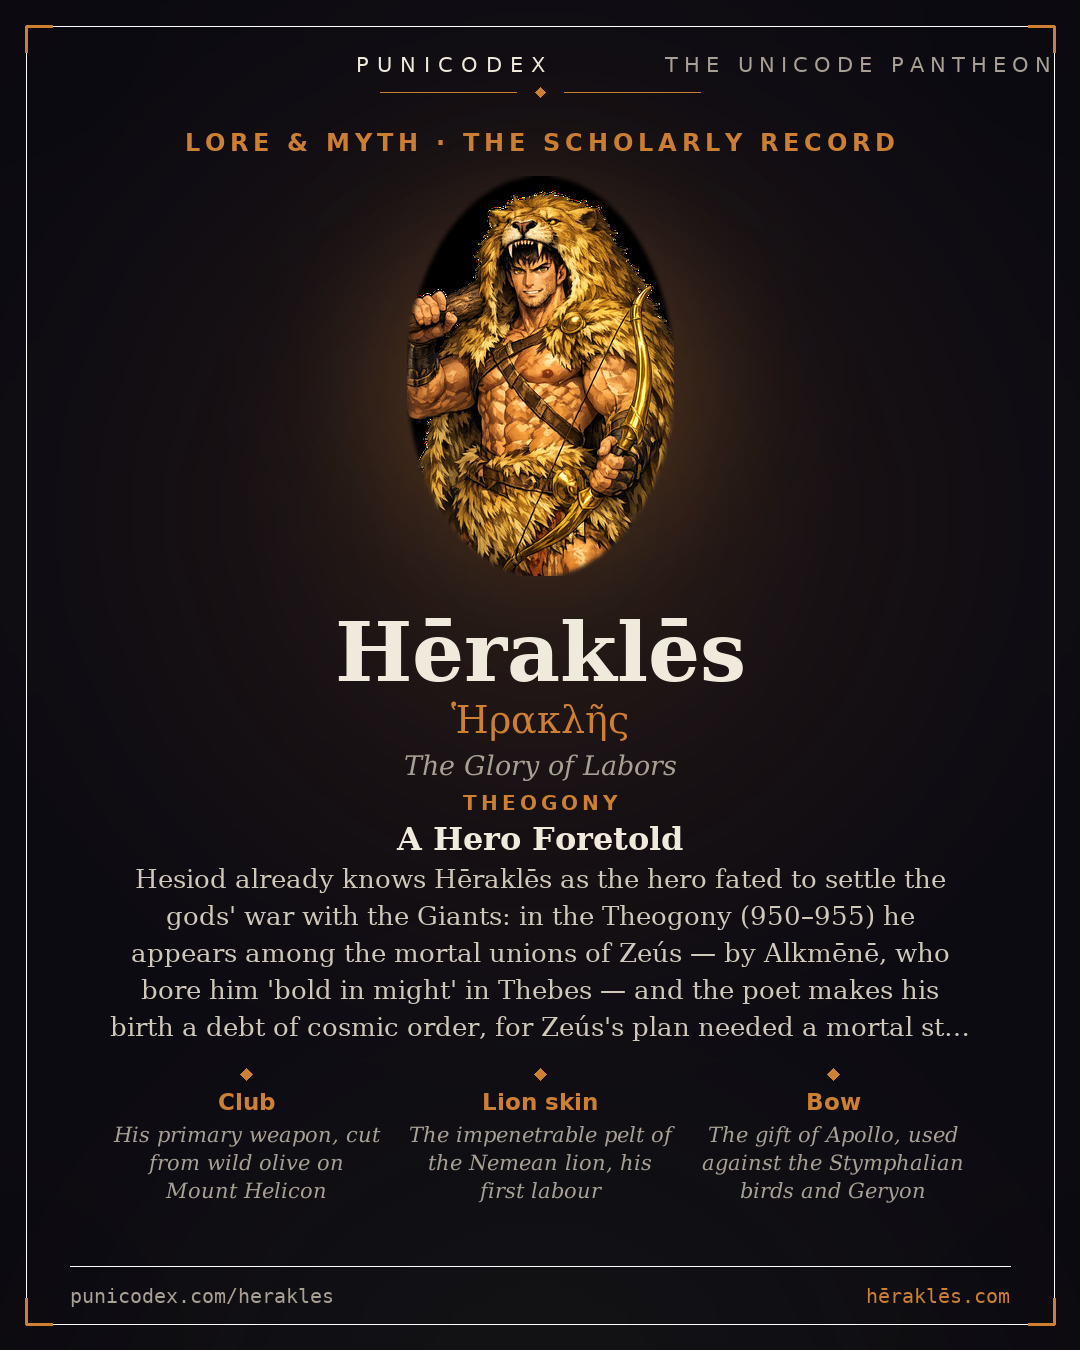 PUNICODEX THE UNICODE PANTHEON
LORE & MYTH · THE SCHOLARLY RECORD
Hēraklēs
Ἡρακλῆς
The Glory of Labors
THEOGONY
A Hero Foretold
Hesiod already knows Hēraklēs as the hero fated to settle the
gods' war with the Giants: in the Theogony (950–955) he
appears among the mortal unions of Zeús — by Alkmēnē, who
bore him 'bold in might' in Thebes — and the poet makes his
birth a debt of cosmic order, for Zeús's plan needed a mortal st…
Club
His primary weapon, cut
from wild olive on
Mount Helicon
Lion skin
The impenetrable pelt of
the Nemean lion, his
first labour
Bow
The gift of Apollo, used
against the Stymphalian
birds and Geryon
punicodex.com/herakles
hēraklēs.com